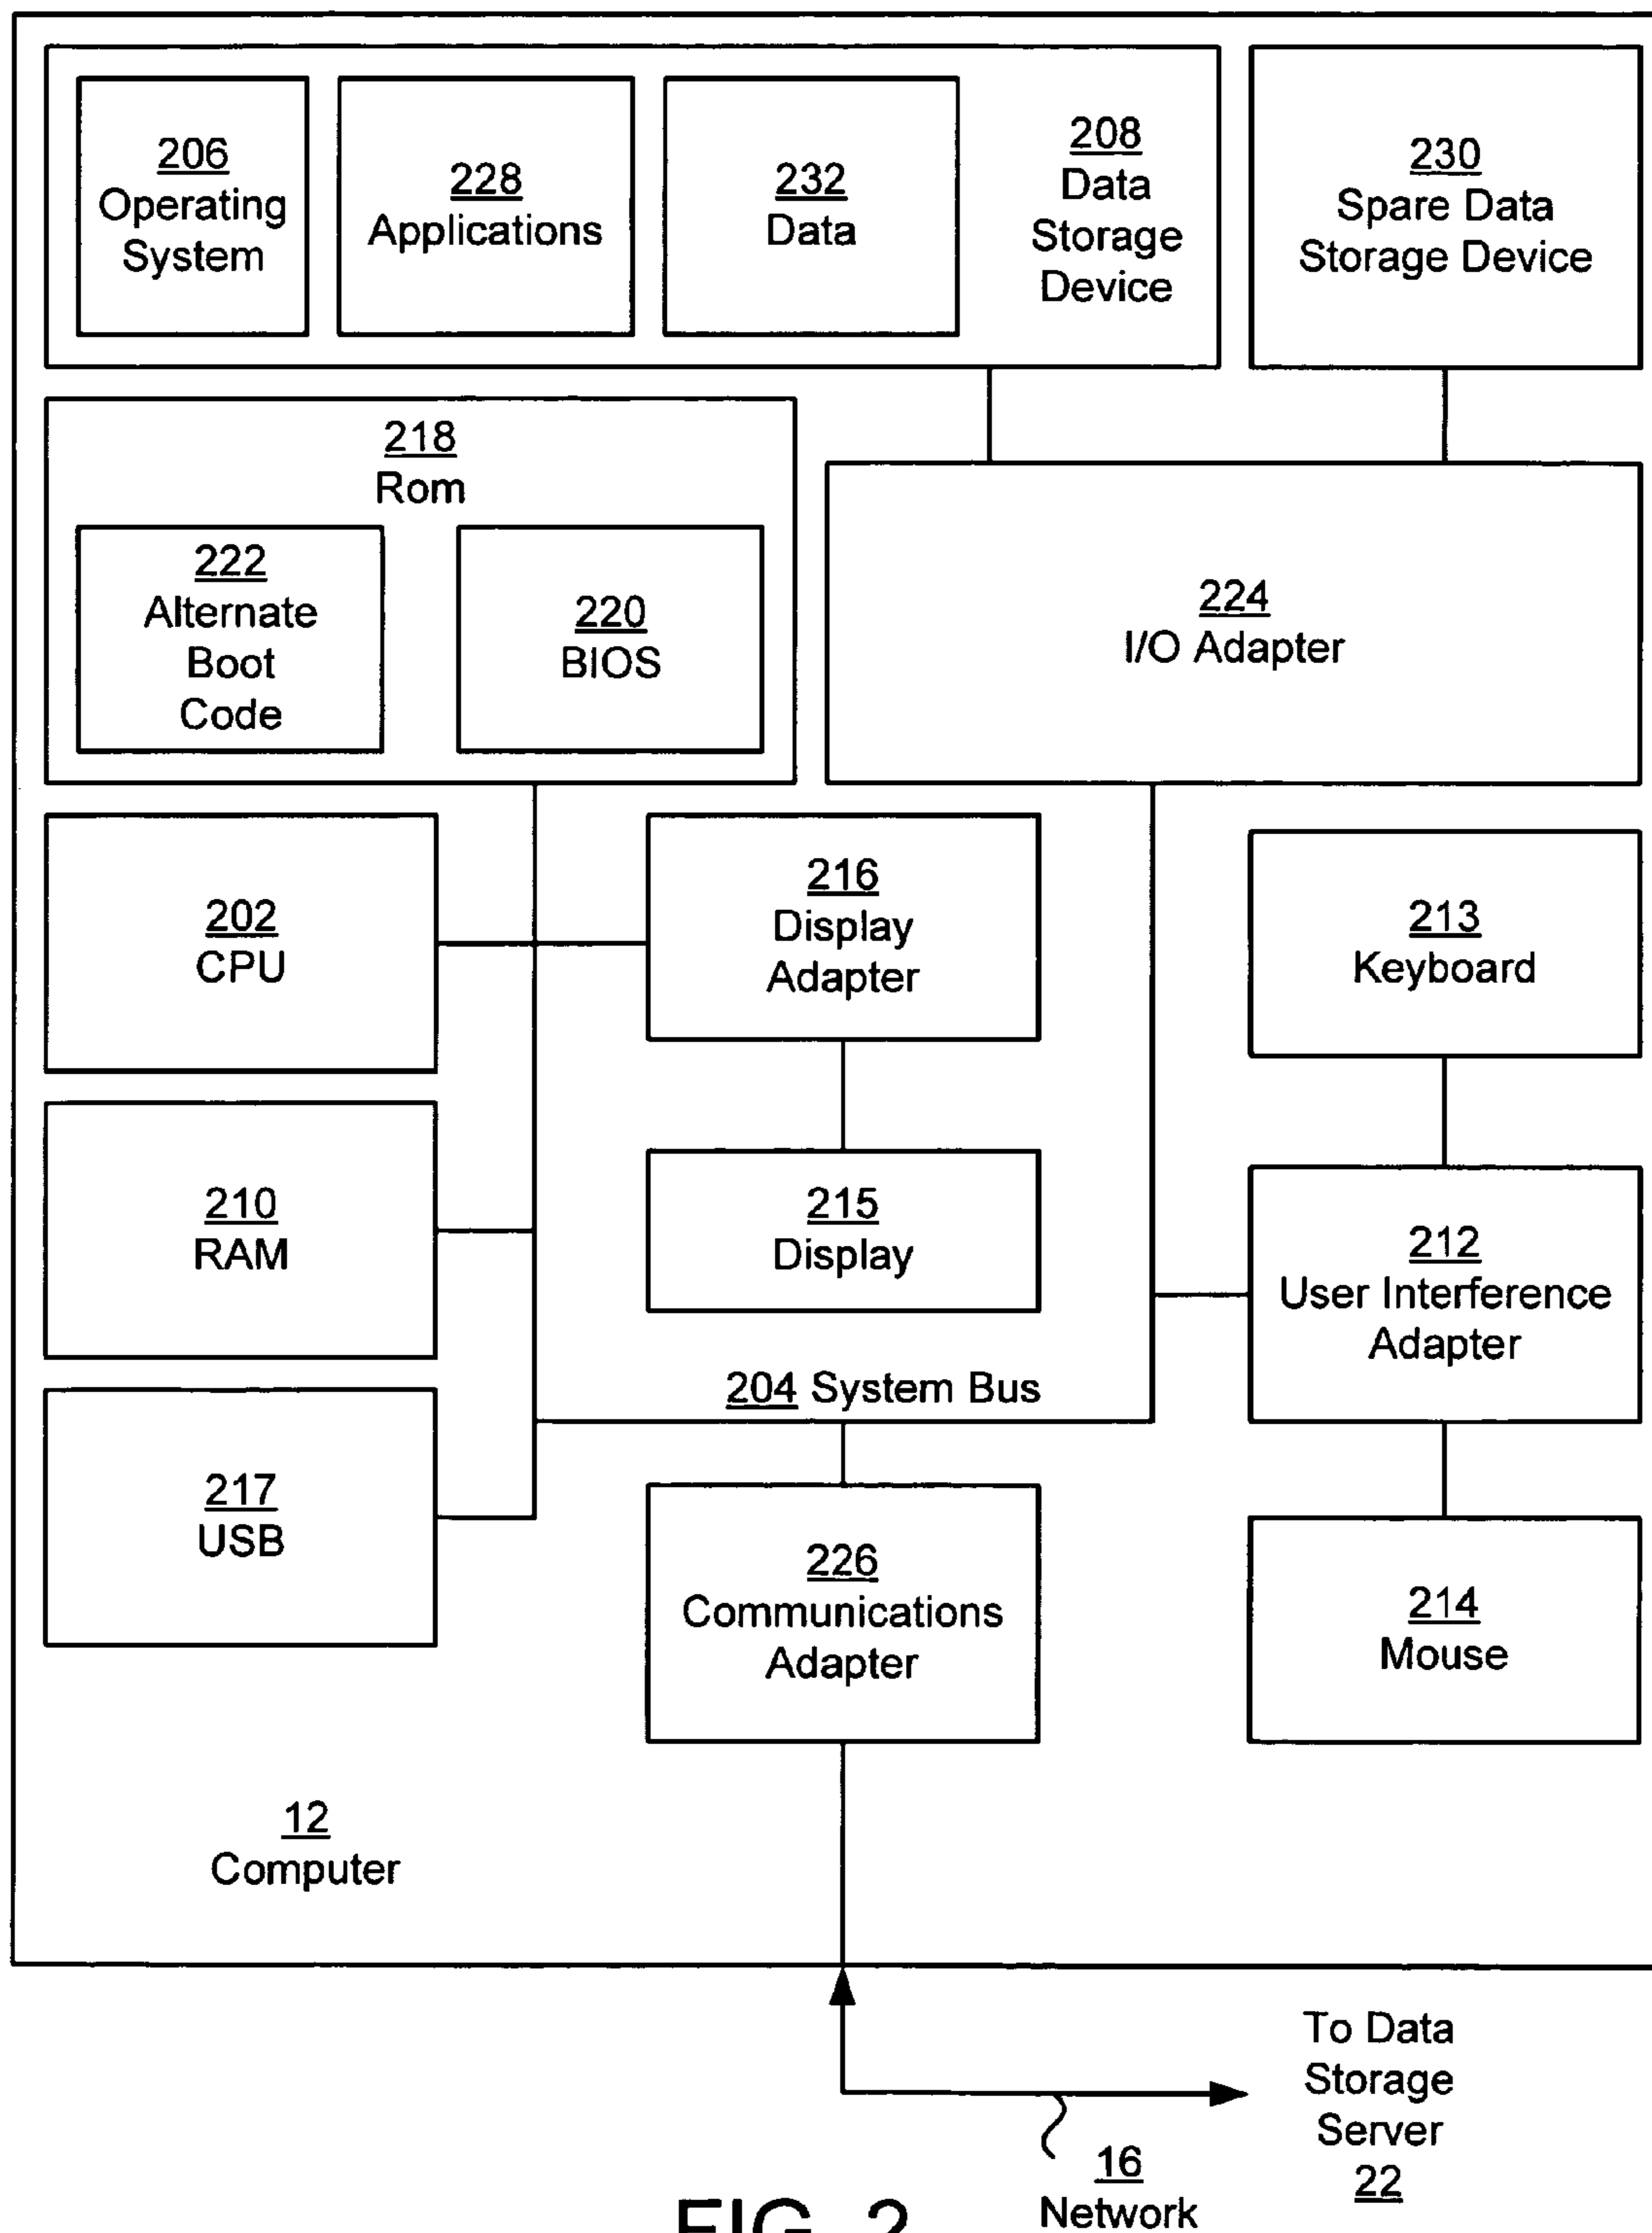 206
Operating
System
228
Applications
232
Data
208
Data
Storage
Device
230
Spare Data
Storage Device
218
Rom
222
Alternate
Boot
Code
220
BIOS
224
I/O Adapter
202
CPU
216
Display
Adapter
213
Keyboard
210
RAM
215
Display
212
User Interference
Adapter
204 System Bus
217
USB
226
Communications
Adapter
214
Mouse
12
Computer
To Data
Storage
Server
22
16
Network
FIG. 2